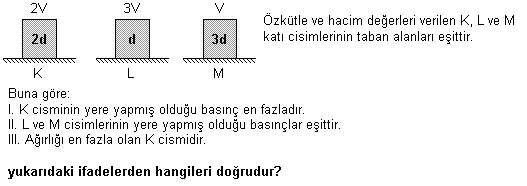 2V 3V V
2d d 3d
K L M
Özkütle ve hacim değerleri verilen K, L ve M
katı cisimlerinin taban alanları eşittir.
Buna göre:
I. K cisminin yere yapmış olduğu basınç en fazladır.
II. L ve M cisimlerinin yere yapmış olduğu basınçlar eşittir.
III. Ağırlığı en fazla olan K cismidir.
yukarıdaki ifadelerden hangileri doğrudur?